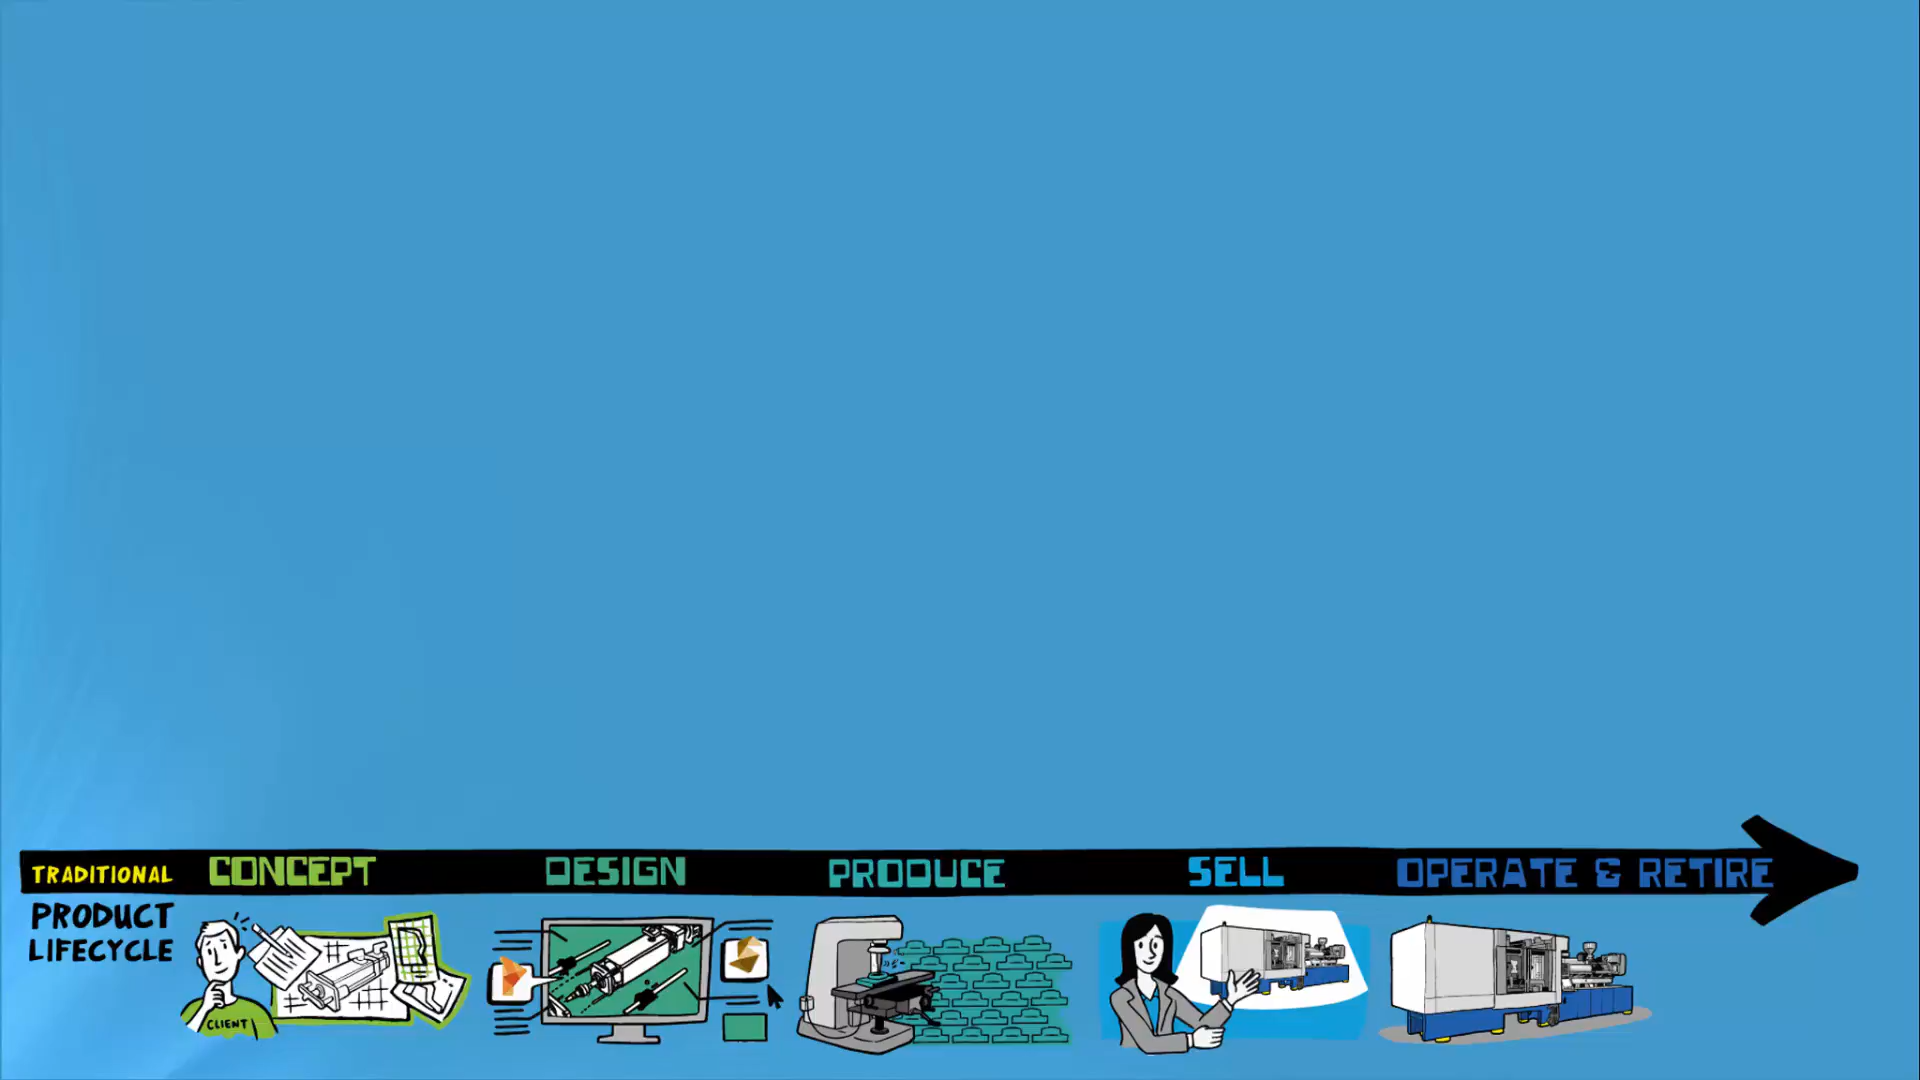 TRADITIONAL CONCEPT DESIGN PRODUCE SELL OPERATE & RETIRE
PRODUCT
LIFECYCLE
CLIENT